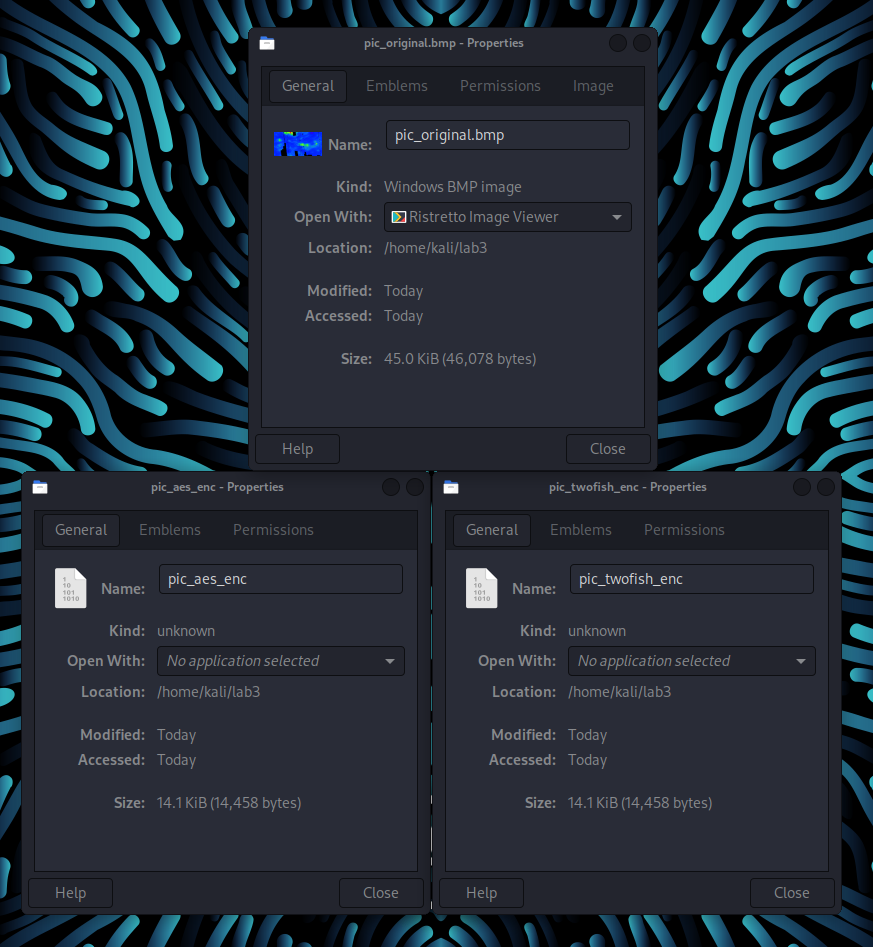 pic_original.bmp - Properties
General Emblems Permissions Image
Name: pic_original.bmp
Kind: Windows BMP image
Open With: Ristretto Image Viewer
Location: /home/kali/lab3
Modified: Today
Accessed: Today
Size: 45.0 KiB (46,078 bytes)
Help Close
pic_aes_enc - Properties
General Emblems Permissions
1
10
101
1010
Name: pic_aes_enc
Kind: unknown
Open With: No application selected
Location: /home/kali/lab3
Modified: Today
Accessed: Today
Size: 14.1 KiB (14,458 bytes)
Help Close
pic_twofish_enc - Properties
General Emblems Permissions
1
10
101
1010
Name: pic_twofish_enc
Kind: unknown
Open With: No application selected
Location: /home/kali/lab3
Modified: Today
Accessed: Today
Size: 14.1 KiB (14,458 bytes)
Help Close